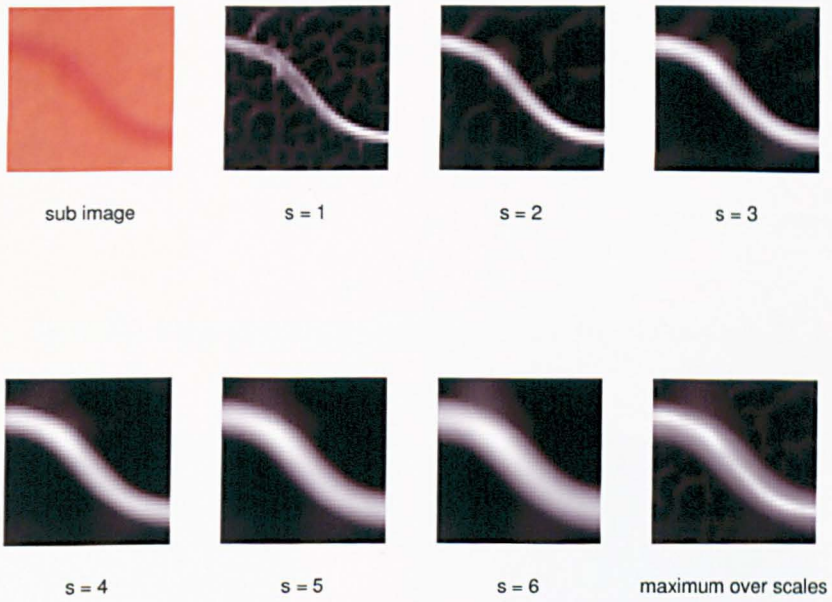 sub image
s = 1
s = 2
s = 3
s = 4
s = 5
s = 6
maximum over scales